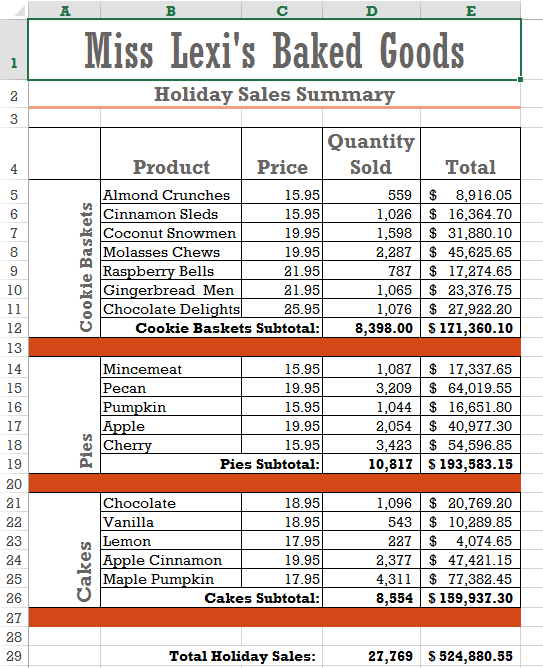 A B C D E
1 Miss Lexi's Baked Goods
2 Holiday Sales Summary
3
4 Product Price Quantity Sold Total
Cookie Baskets
5 Almond Crunches 15.95 559 $ 8,916.05
6 Cinnamon Sleds 15.95 1,026 $ 16,364.70
7 Coconut Snowmen 19.95 1,598 $ 31,880.10
8 Molasses Chews 19.95 2,287 $ 45,625.65
9 Raspberry Bells 21.95 787 $ 17,274.65
10 Gingerbread Men 21.95 1,065 $ 23,376.75
11 Chocolate Delights 25.95 1,076 $ 27,922.20
12 Cookie Baskets Subtotal: 8,398.00 $ 171,360.10
13
Pies
14 Mincemeat 15.95 1,087 $ 17,337.65
15 Pecan 19.95 3,209 $ 64,019.55
16 Pumpkin 15.95 1,044 $ 16,651.80
17 Apple 19.95 2,054 $ 40,977.30
18 Cherry 15.95 3,423 $ 54,596.85
19 Pies Subtotal: 10,817 $ 193,583.15
20
Cakes
21 Chocolate 18.95 1,096 $ 20,769.20
22 Vanilla 18.95 543 $ 10,289.85
23 Lemon 17.95 227 $ 4,074.65
24 Apple Cinnamon 19.95 2,377 $ 47,421.15
25 Maple Pumpkin 17.95 4,311 $ 77,382.45
26 Cakes Subtotal: 8,554 $ 159,937.30
27
28
29 Total Holiday Sales: 27,769 $ 524,880.55